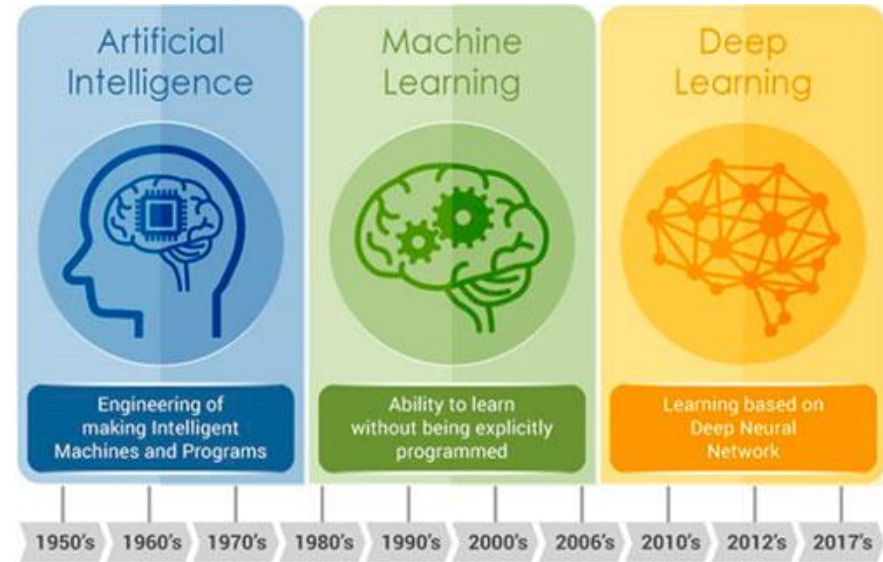 Artificial
Intelligence
Machine
Learning
Deep
Learning
Engineering of
making Intelligent
Machines and Programs
Ability to learn
without being explicitly
programmed
Learning based on
Deep Neural
Network
1950's
1960's
1970's
1980's
1990's
2000's
2006's
2010's
2012's
2017's